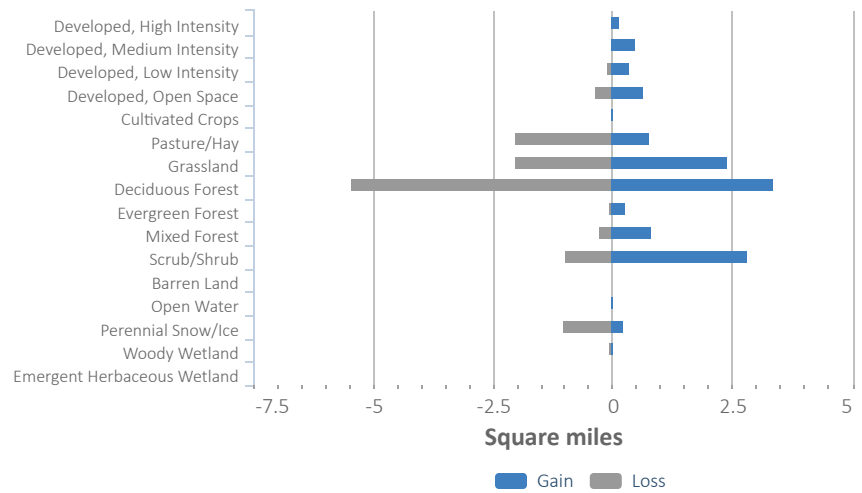 Developed, High Intensity
Developed, Medium Intensity
Developed, Low Intensity
Developed, Open Space
Cultivated Crops
Pasture/Hay
Grassland
Deciduous Forest
Evergreen Forest
Mixed Forest
Scrub/Shrub
Barren Land
Open Water
Perennial Snow/Ice
Woody Wetland
Emergent Herbaceous Wetland
-7.5 -5 -2.5 0 2.5 5
Square miles
Gain Loss